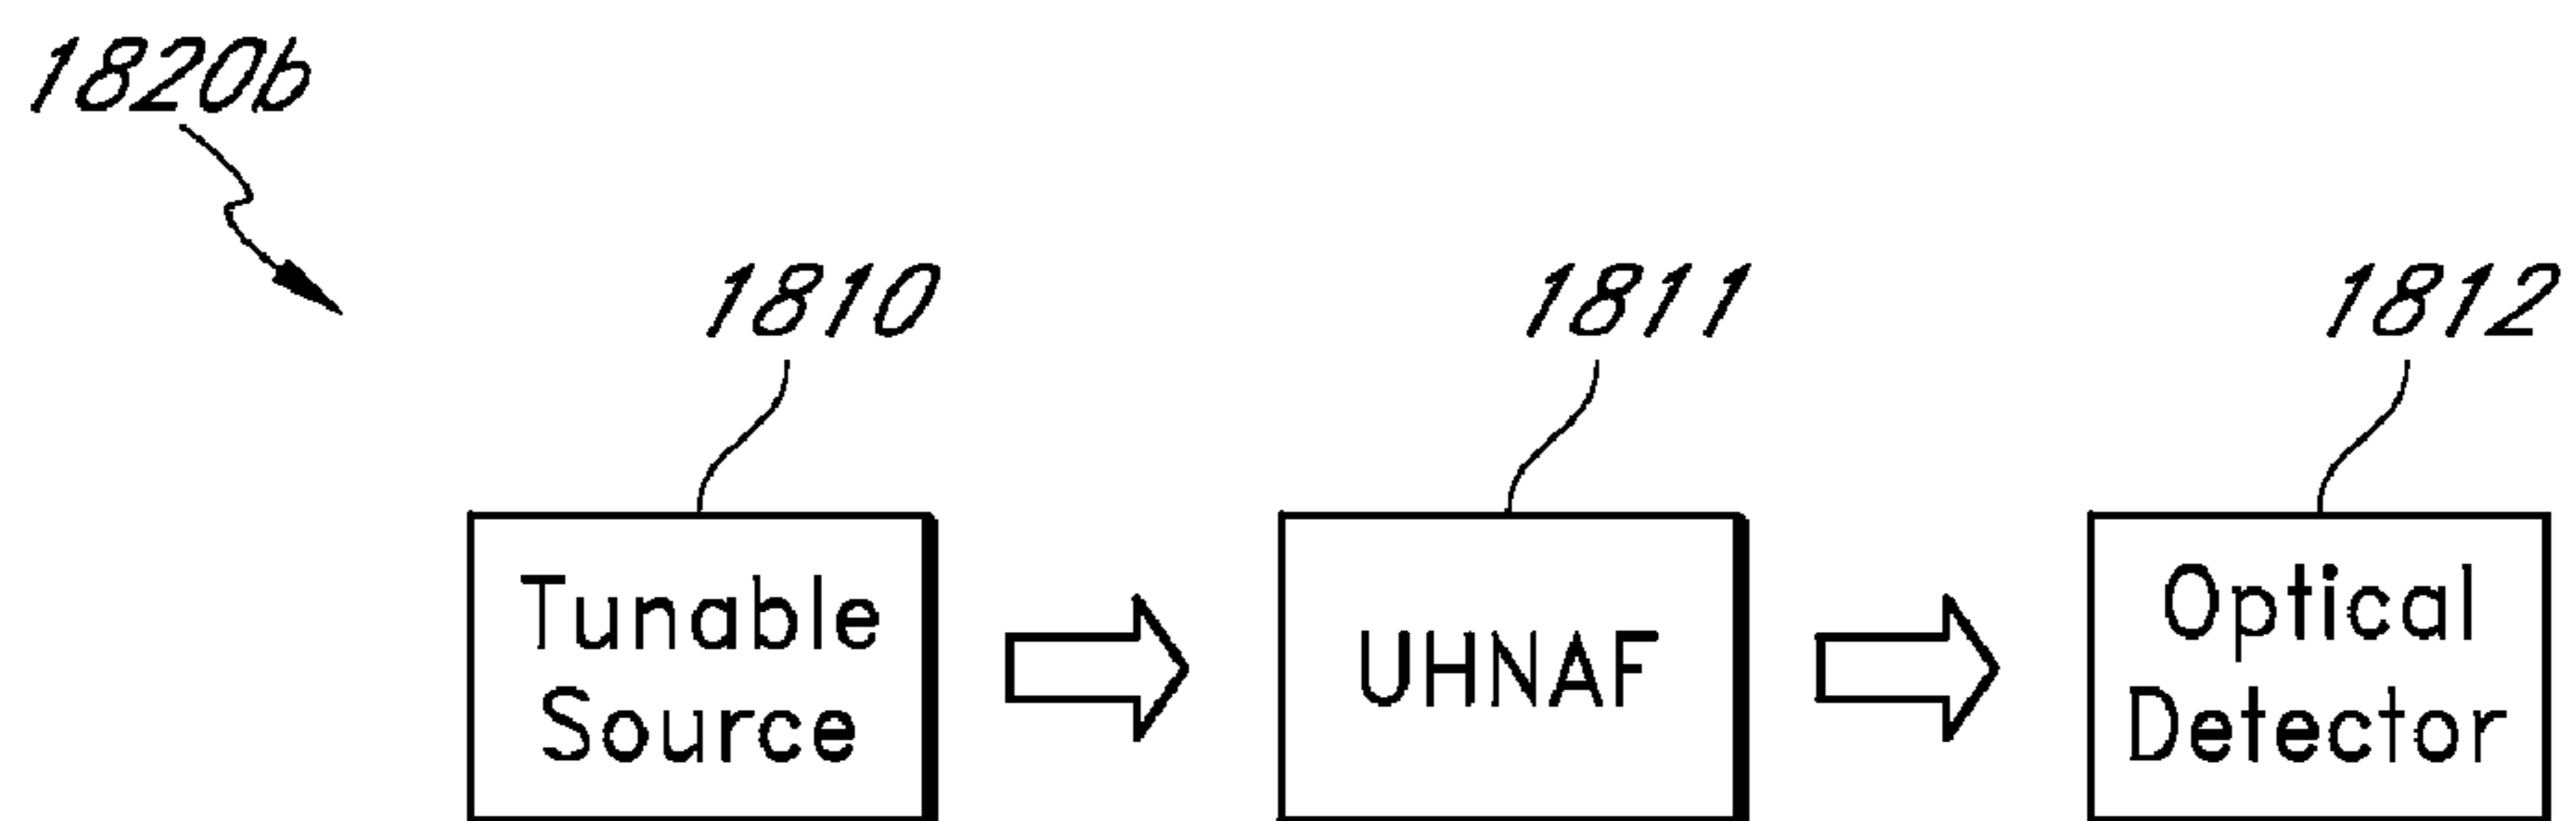 1820b
1810
1811
1812
Tunable
Source
UHNAF
Optical
Detector